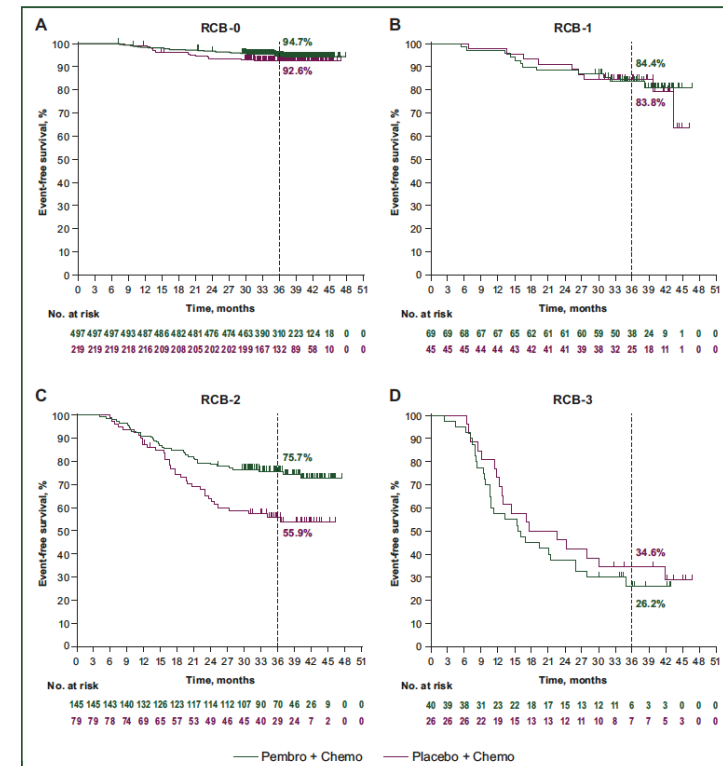 A RCB-0
Event-free survival, %
100
90
80
70
60
50
40
30
20
10
0
94.7%
92.6%
0 3 6 9 12 15 18 21 24 27 30 33 36 39 42 45 48 51
Time, months
No. at risk
497 497 497 493 487 486 482 481 476 474 463 390 310 223 124 18 0 0
219 219 219 218 216 209 208 205 202 202 199 167 132 89 58 10 0 0
B RCB-1
Event-free survival, %
100
90
80
70
60
50
40
30
20
10
0
84.4%
83.8%
0 3 6 9 12 15 18 21 24 27 30 33 36 39 42 45 48 51
Time, months
No. at risk
69 69 68 67 67 65 62 61 61 60 59 50 38 24 9 1 0 0
45 45 45 44 44 43 42 41 41 39 38 32 25 18 11 1 0 0
C RCB-2
Event-free survival, %
100
90
80
70
60
50
40
30
20
10
0
75.7%
55.9%
0 3 6 9 12 15 18 21 24 27 30 33 36 39 42 45 48 51
Time, months
No. at risk
145 145 143 140 132 126 123 117 114 112 107 90 70 46 26 9 0 0
79 79 78 74 69 65 57 53 49 46 45 40 29 24 7 2 0 0
D RCB-3
Event-free survival, %
100
90
80
70
60
50
40
30
20
10
0
34.6%
26.2%
0 3 6 9 12 15 18 21 24 27 30 33 36 39 42 45 48 51
Time, months
No. at risk
40 39 38 31 23 22 18 17 15 13 12 11 6 3 3 0 0 0
26 26 26 22 19 15 13 13 12 11 10 8 7 7 5 3 0 0
Pembro + Chemo Placebo + Chemo